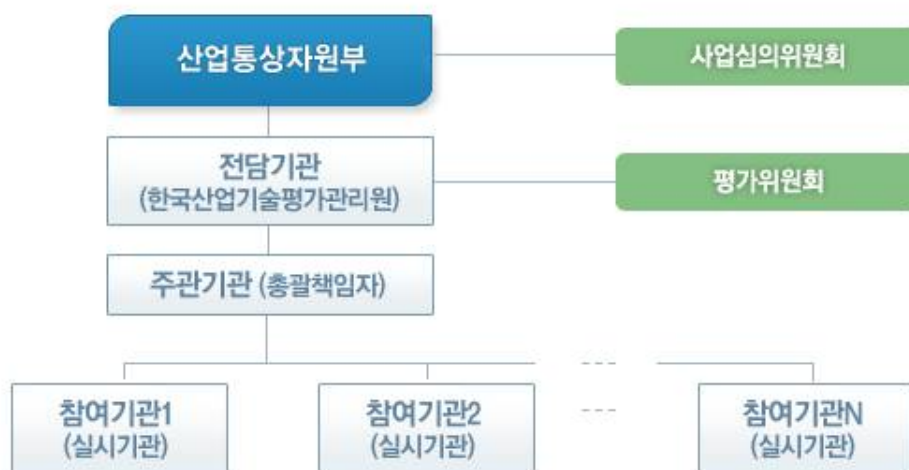 산업통상자원부
사업심의위원회
전담기관
(한국산업기술평가관리원)
평가위원회
주관기관 (총괄책임자)
참여기관1
(실시기관)
참여기관2
(실시기관)
참여기관N
(실시기관)